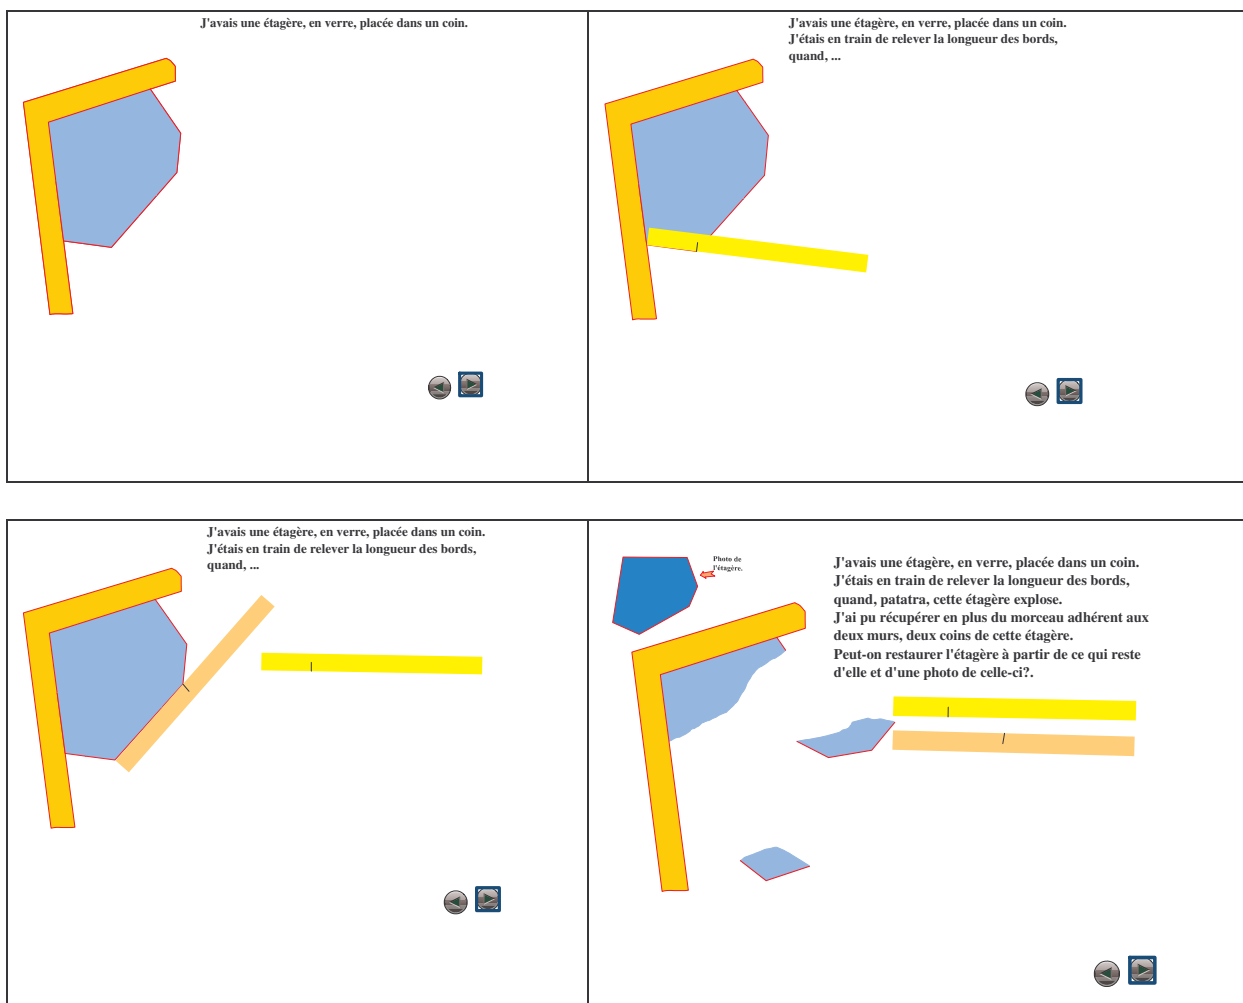 J'avais une étagère, en verre, placée dans un coin.
J'avais une étagère, en verre, placée dans un coin.
J'étais en train de relever la longueur des bords,
quand, ...
J'avais une étagère, en verre, placée dans un coin.
J'étais en train de relever la longueur des bords,
quand, ...
Photo de
l'étagère.
J'avais une étagère, en verre, placée dans un coin.
J'étais en train de relever la longueur des bords,
quand, patatra, cette étagère explose.
J'ai pu récupérer en plus du morceau adhérent aux
deux murs, deux coins de cette étagère.
Peut-on restaurer l'étagère à partir de ce qui reste
d'elle et d'une photo de celle-ci?.